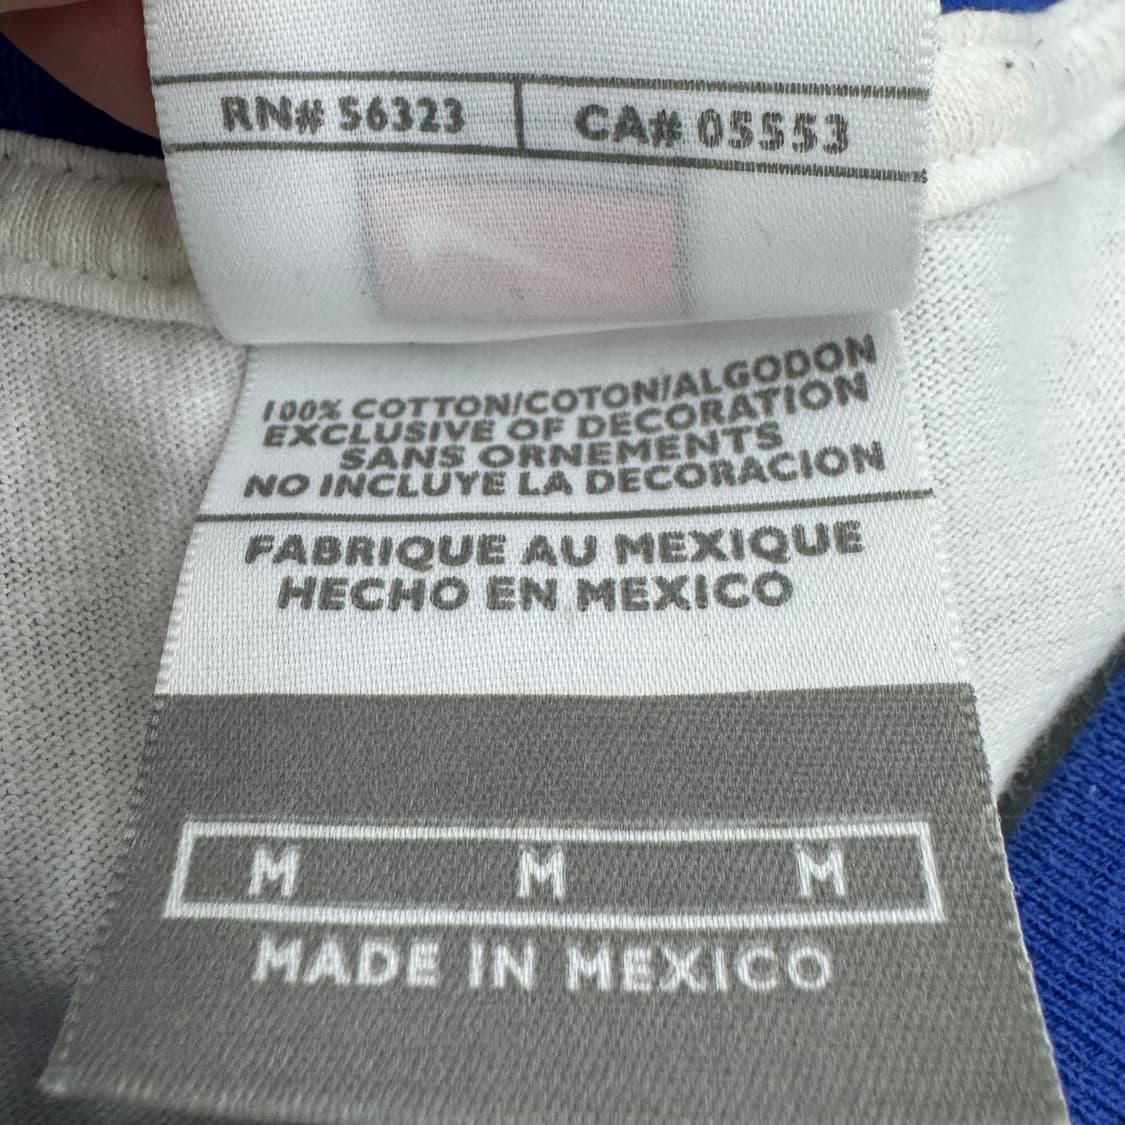 RN# 56323 CA# 05553
100% COTTON/COTON/ALGODON
EXCLUSIVE OF DECORATION
SANS ORNEMENTS
NO INCLUYE LA DECORACION
FABRIQUE AU MEXIQUE
HECHO EN MEXICO
M M M
MADE IN MEXICO